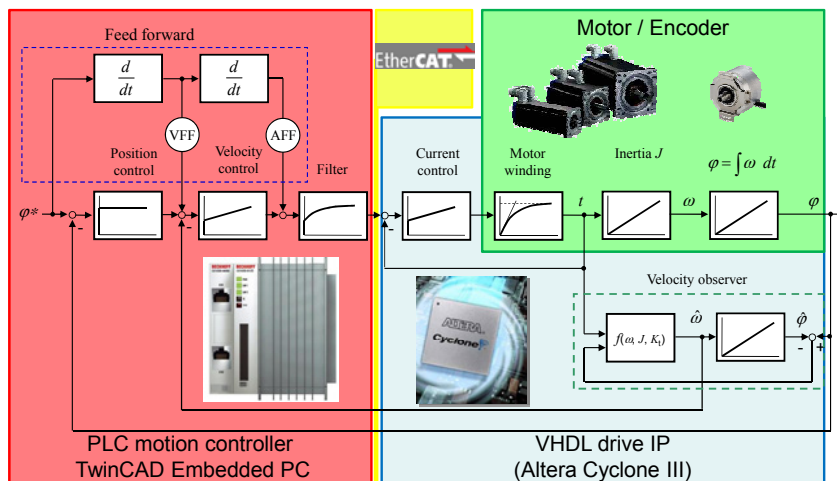 Feed forward
d
dt
d
dt
VFF
AFF
EtherCAT.
Motor / Encoder
Position
control
Velocity
control
Filter
Current
control
Motor
winding
Inertia J
φ = ∫ ω dt
φ*
-
-
-
t
ω
φ
BECKHOFF
Velocity observer
ALTERA
Cyclone
f(ω, J, Kₜ)
ω̂
φ̂
-
+
PLC motion controller
TwinCAD Embedded PC
VHDL drive IP
(Altera Cyclone III)